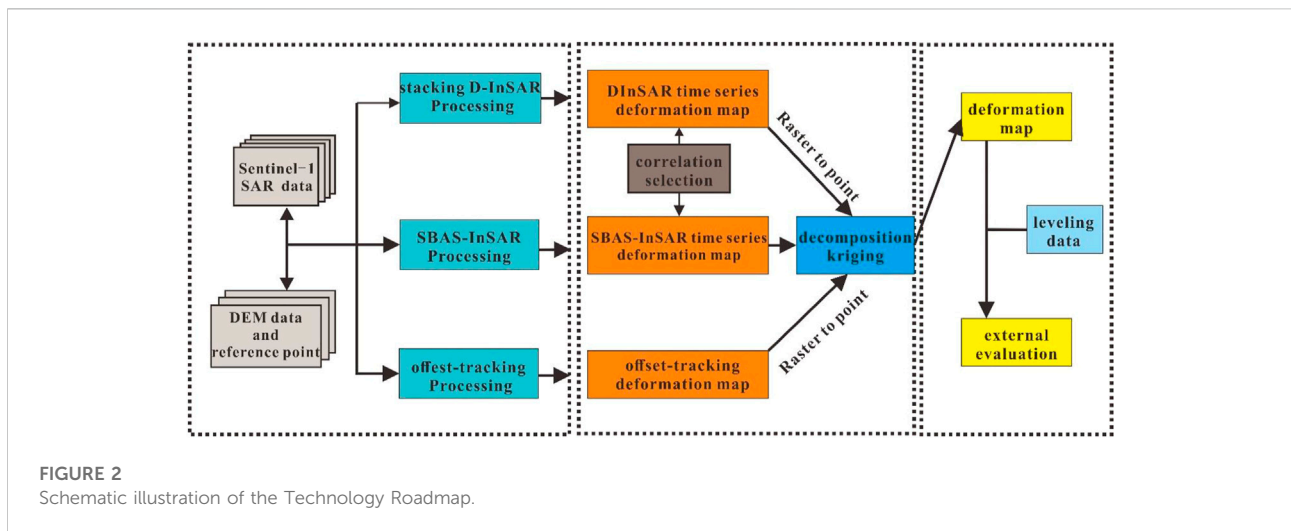 Sentinel-1
SAR data
DEM data
and
reference point
stacking D-InSAR
Processing
SBAS-InSAR
Processing
offest-tracking
Processing
DInSAR time series
deformation map
correlation
selection
SBAS-InSAR time series
deformation map
offset-tracking
deformation map
Raster to point
Raster to point
decomposition
kriging
deformation
map
leveling
data
external
evaluation
FIGURE 2
Schematic illustration of the Technology Roadmap.